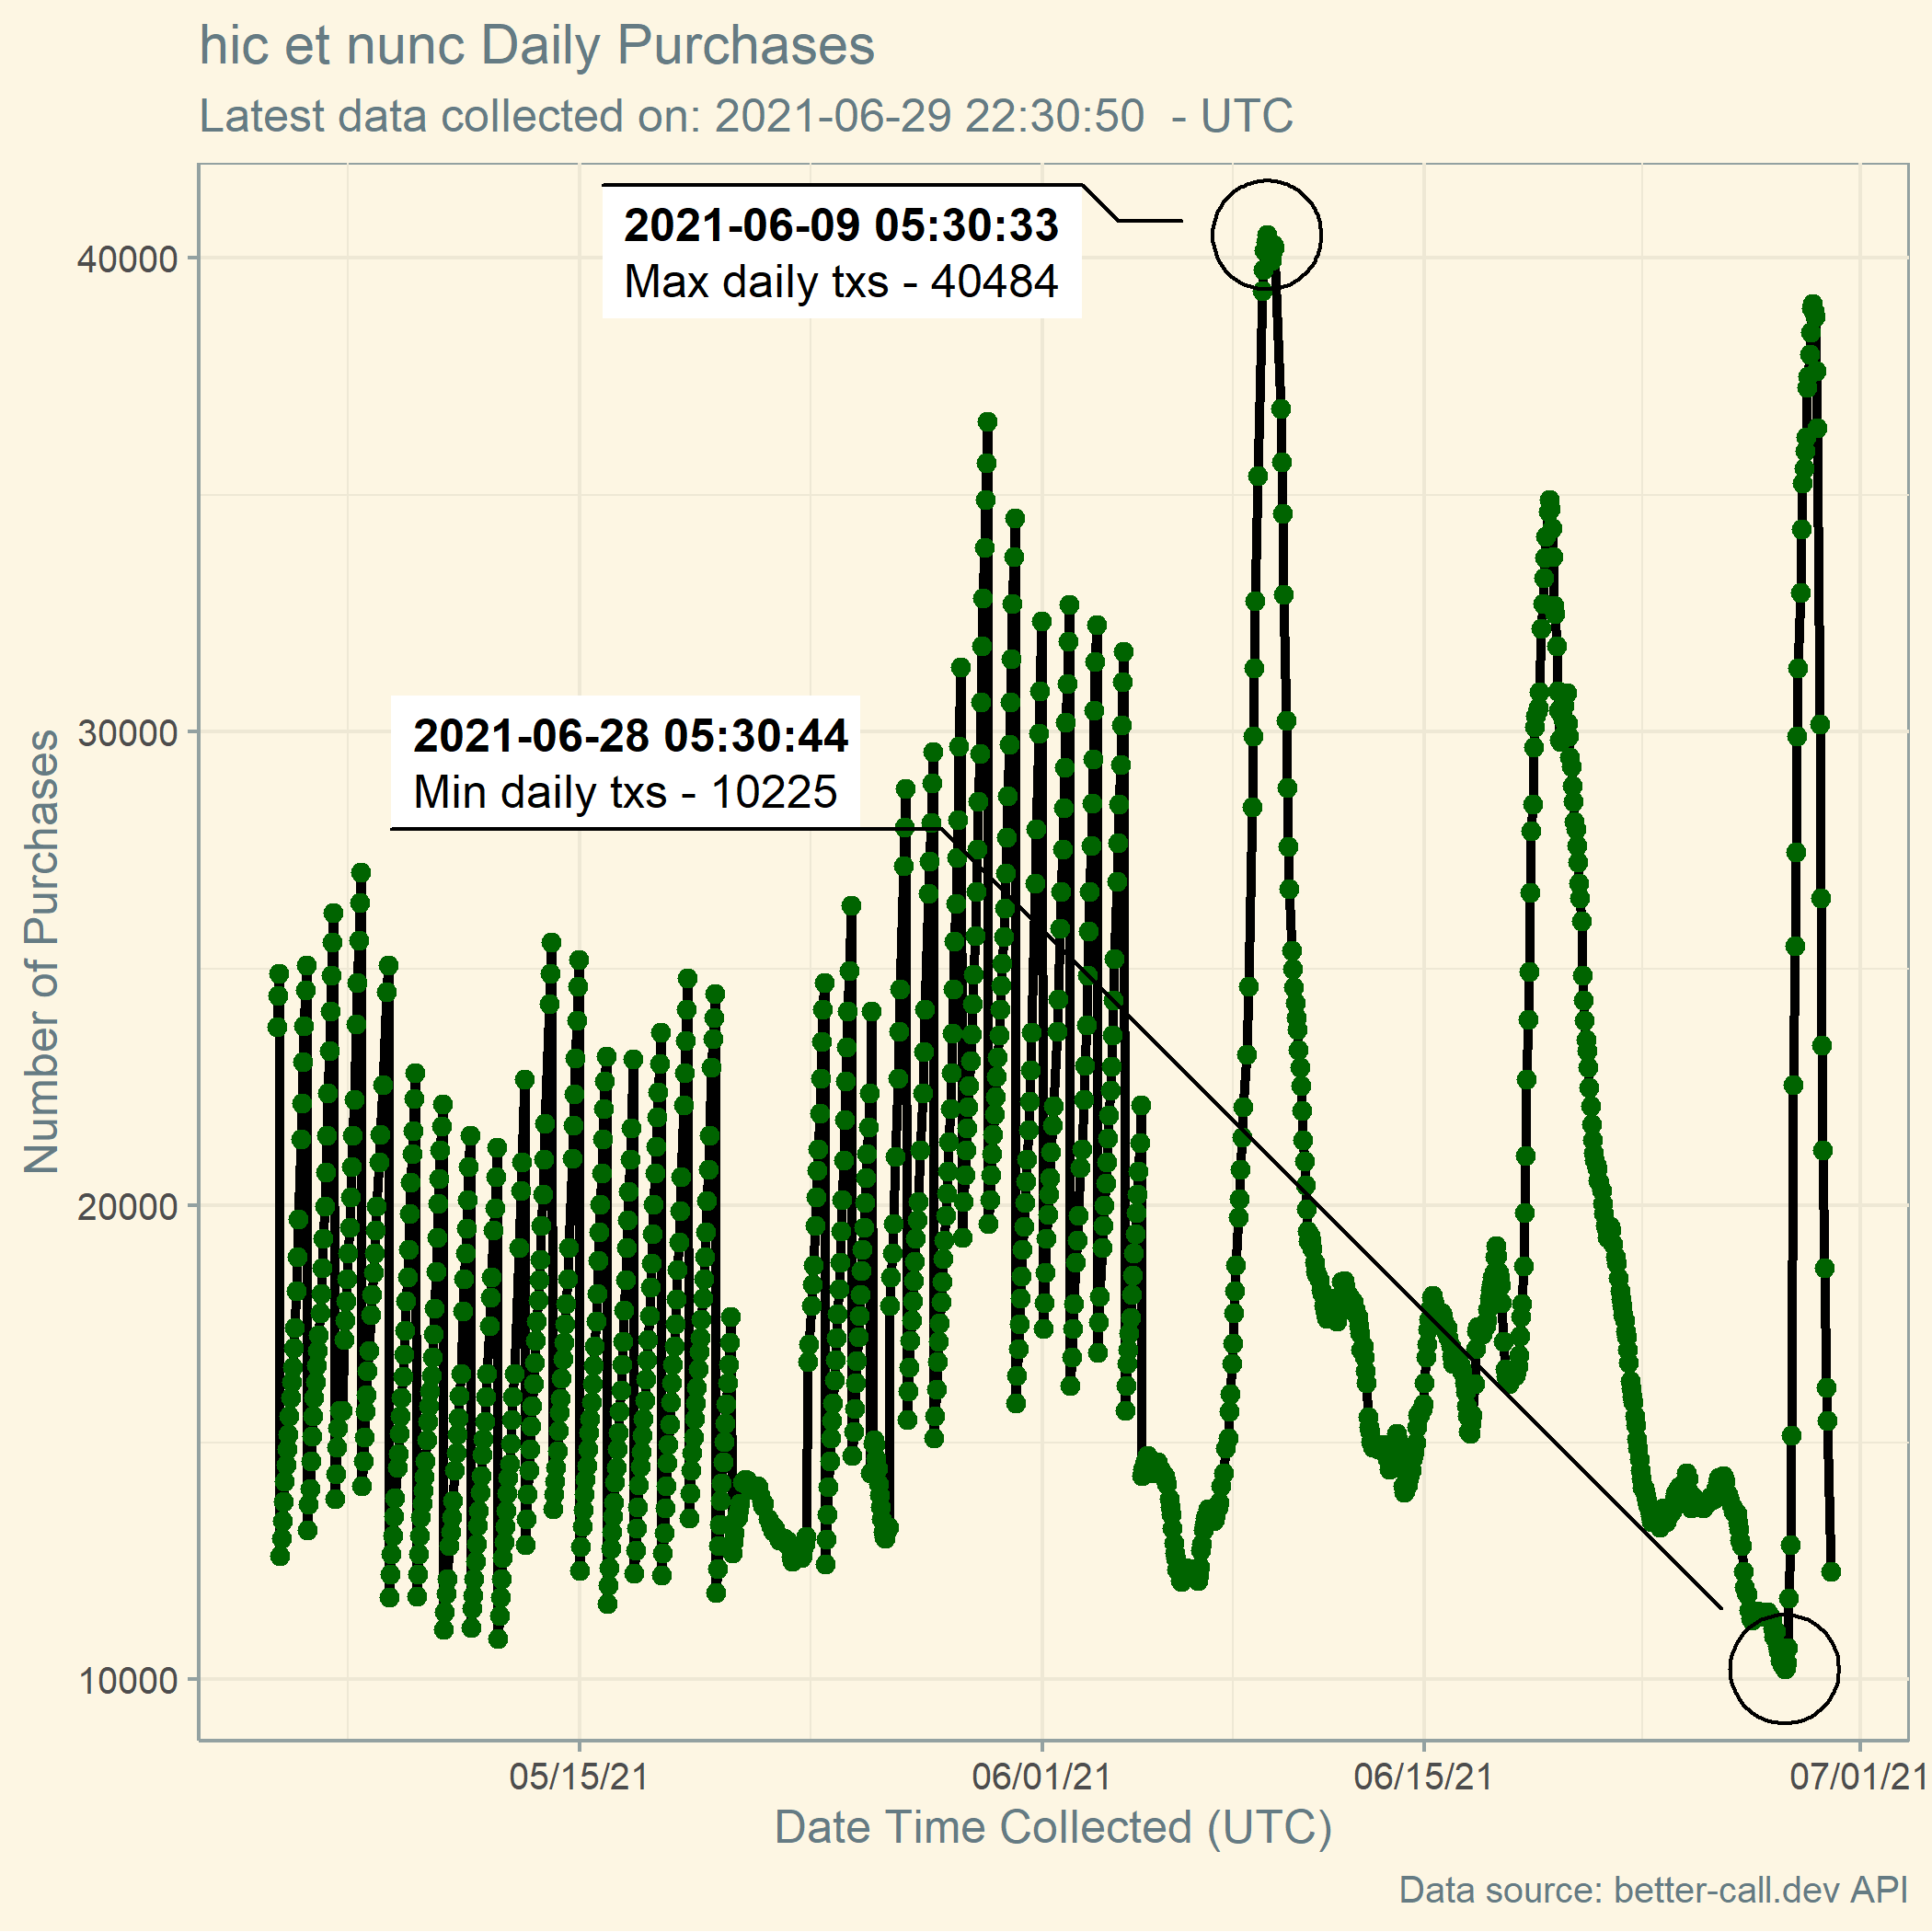 hic et nunc Daily Purchases
Latest data collected on: 2021-06-29 22:30:50  - UTC
2021-06-09 05:30:33
Max daily txs - 40484
2021-06-28 05:30:44
Min daily txs - 10225
Number of Purchases
40000
30000
20000
10000
05/15/21 06/01/21 06/15/21 07/01/21
Date Time Collected (UTC)
Data source: better-call.dev API